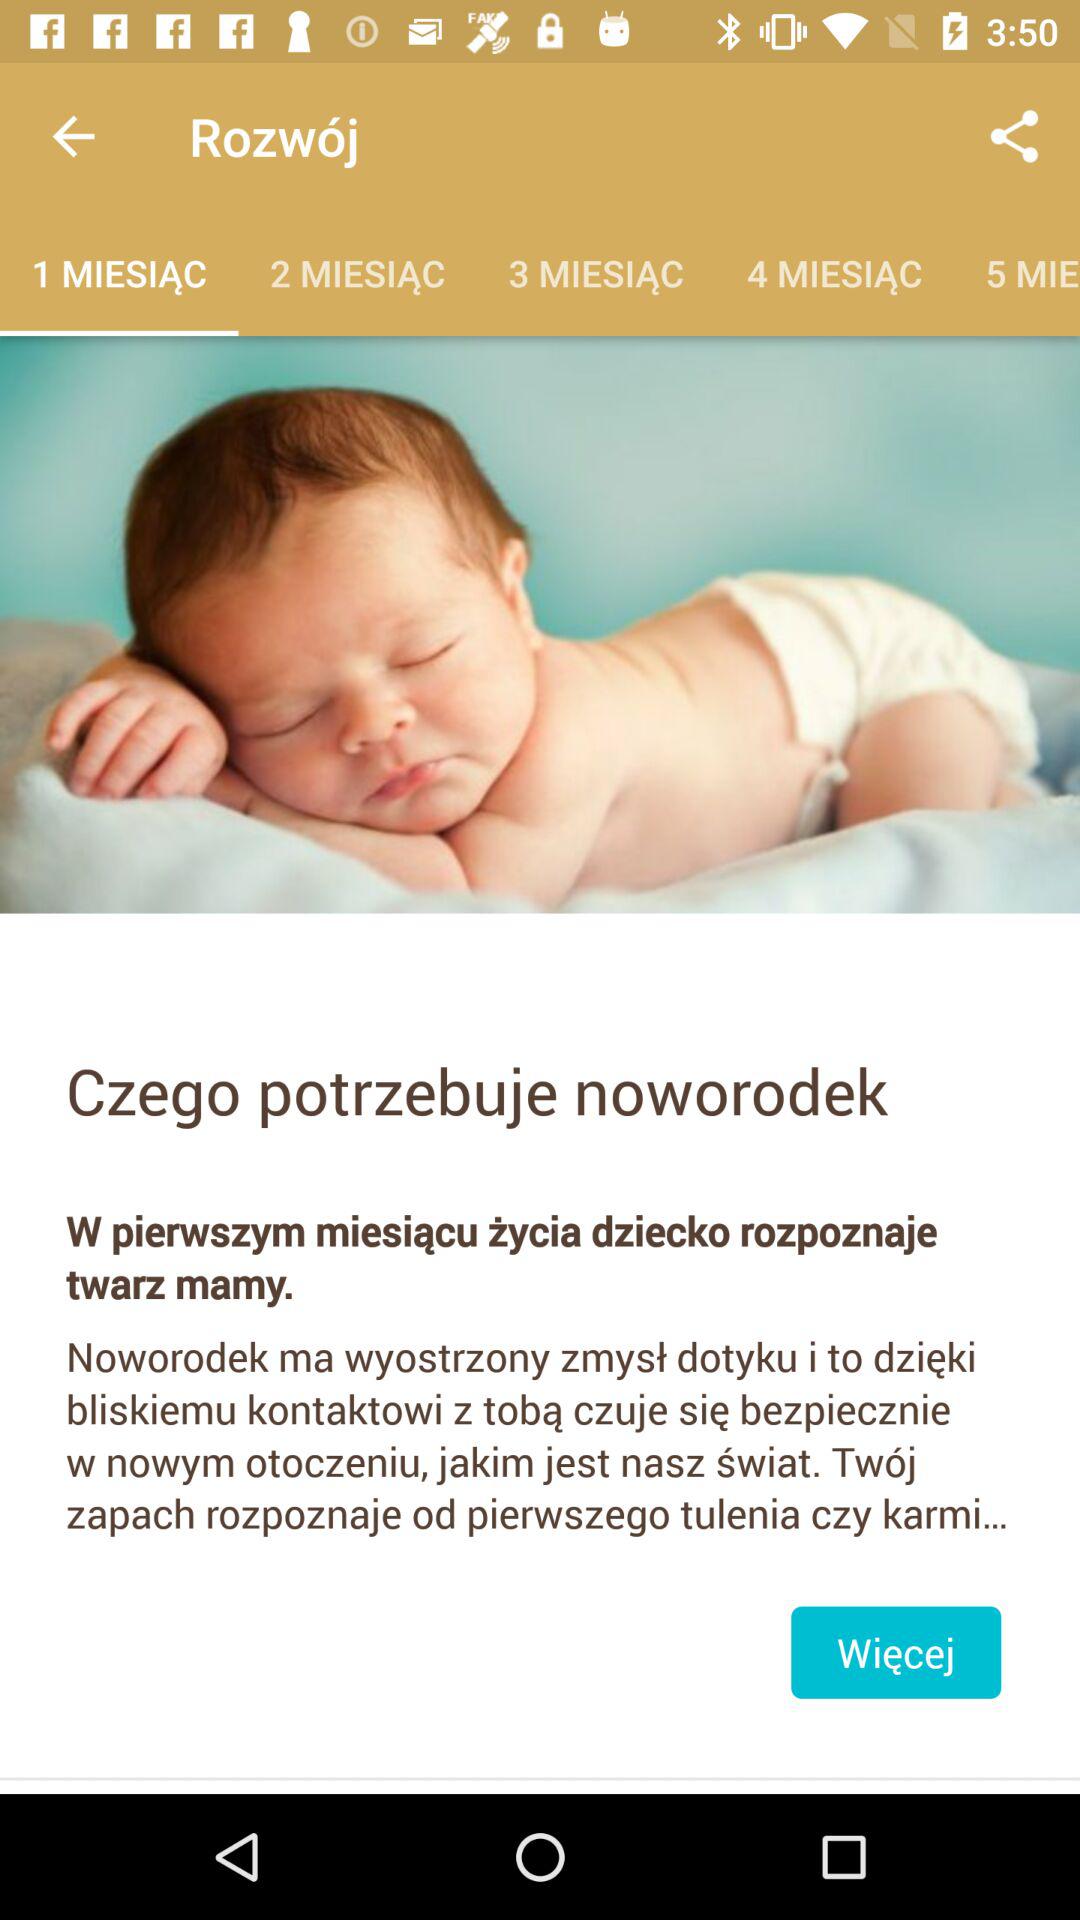 FAKE
3:50
Rozwój
1 MIESIĄC 2 MIESIĄC 3 MIESIĄC 4 MIESIĄC 5 MIE
Czego potrzebuje noworodek
W pierwszym miesiącu życia dziecko rozpoznaje
twarz mamy.
Noworodek ma wyostrzony zmysł dotyku i to dzięki
bliskiemu kontaktowi z tobą czuje się bezpiecznie
w nowym otoczeniu, jakim jest nasz świat. Twój
zapach rozpoznaje od pierwszego tulenia czy karmi...
Więcej